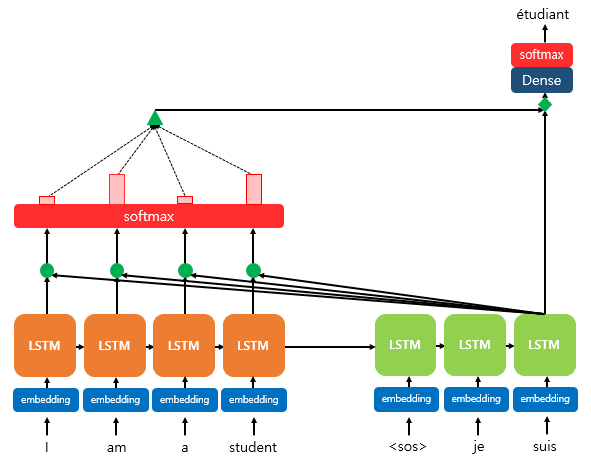 étudiant
softmax
Dense
softmax
LSTM LSTM LSTM LSTM LSTM LSTM LSTM
embedding embedding embedding embedding embedding embedding embedding
I am a student <sos> je suis